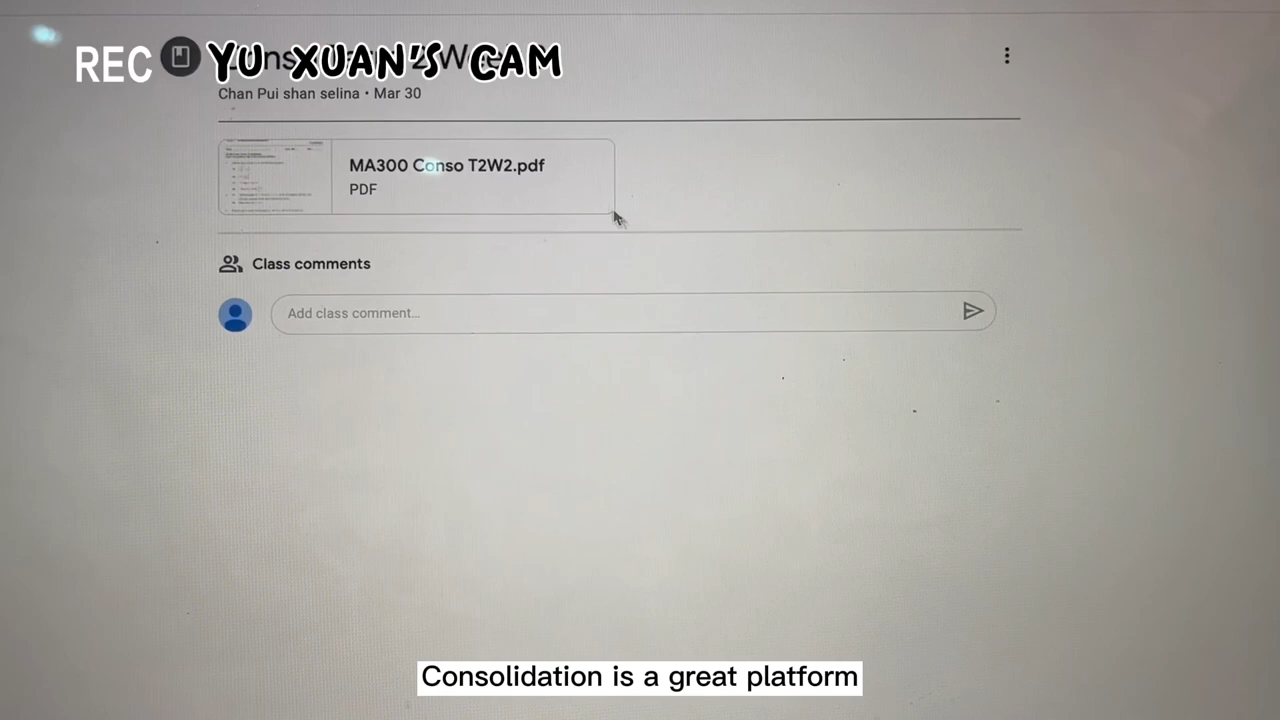 REC YU XUAN'S CAM
Chan Pui shan selina • Mar 30
MA300 Conso T2W2.pdf
PDF
Class comments
Add class comment...
Consolidation is a great platform